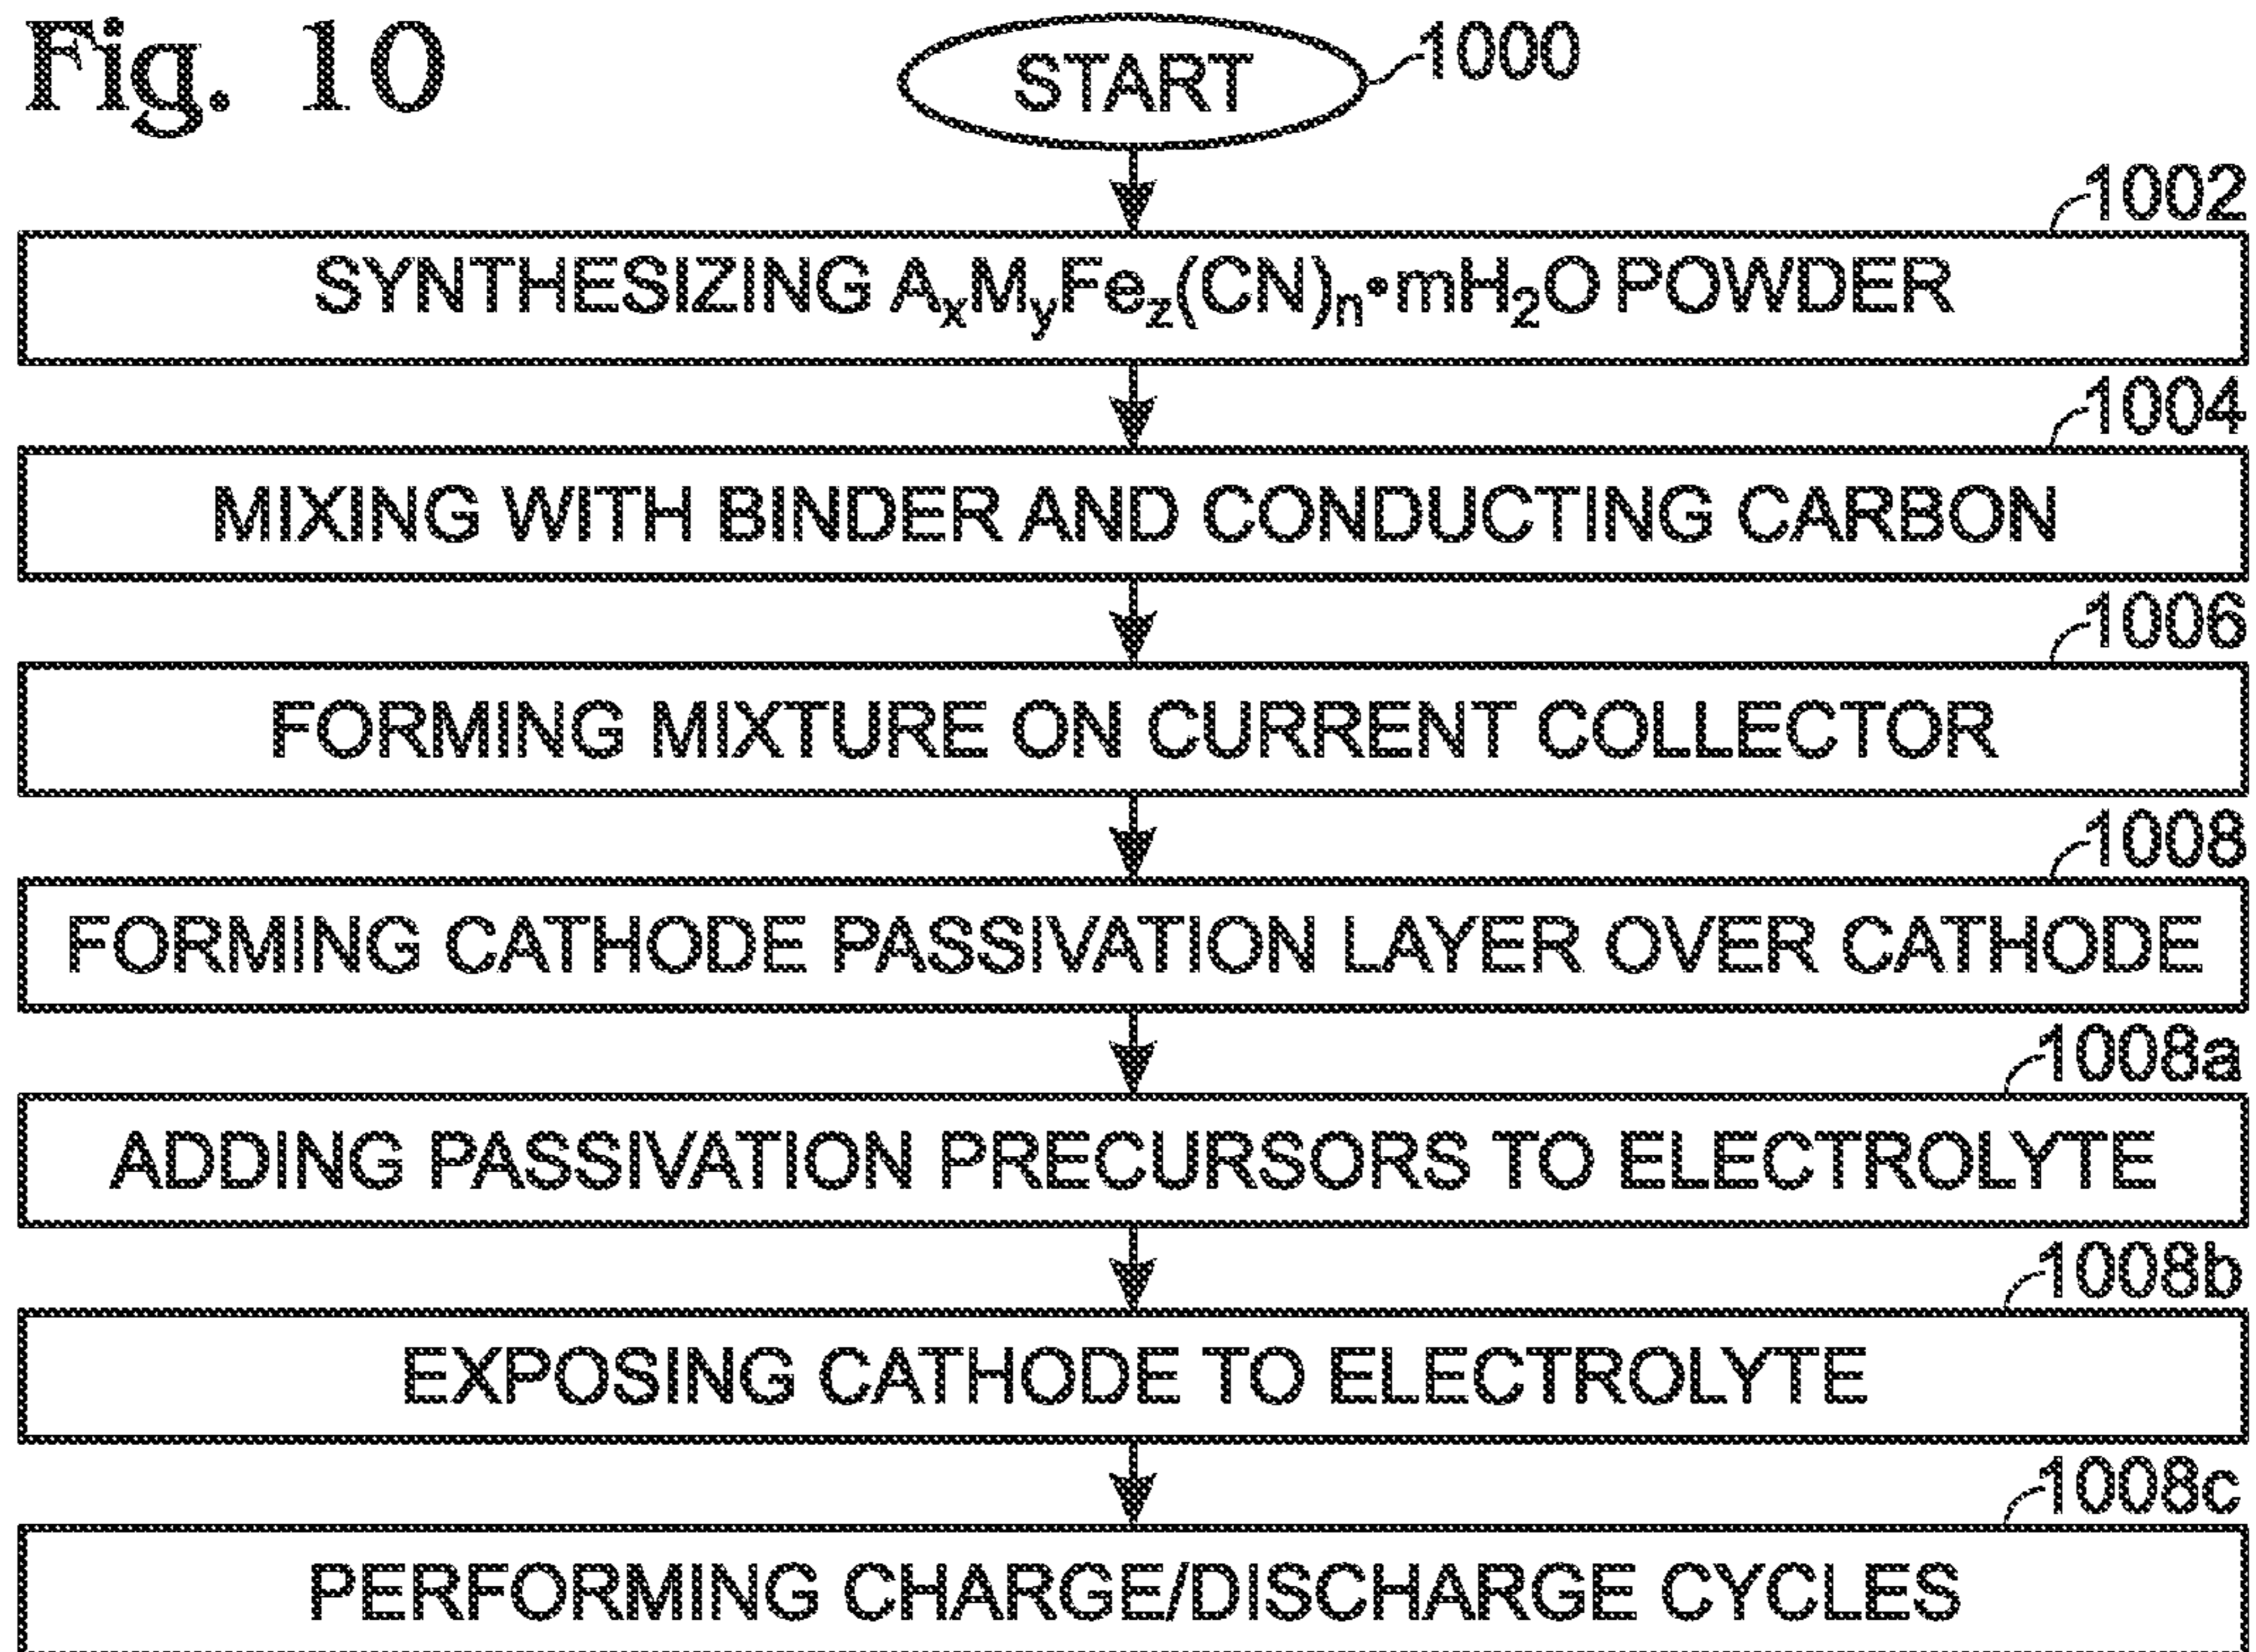 Fig. 10
START
1000
1002
SYNTHESIZING AₓMᵧFe_z(CN)ₙ•mH₂O POWDER
1004
MIXING WITH BINDER AND CONDUCTING CARBON
1006
FORMING MIXTURE ON CURRENT COLLECTOR
1008
FORMING CATHODE PASSIVATION LAYER OVER CATHODE
1008a
ADDING PASSIVATION PRECURSORS TO ELECTROLYTE
1008b
EXPOSING CATHODE TO ELECTROLYTE
1008c
PERFORMING CHARGE/DISCHARGE CYCLES